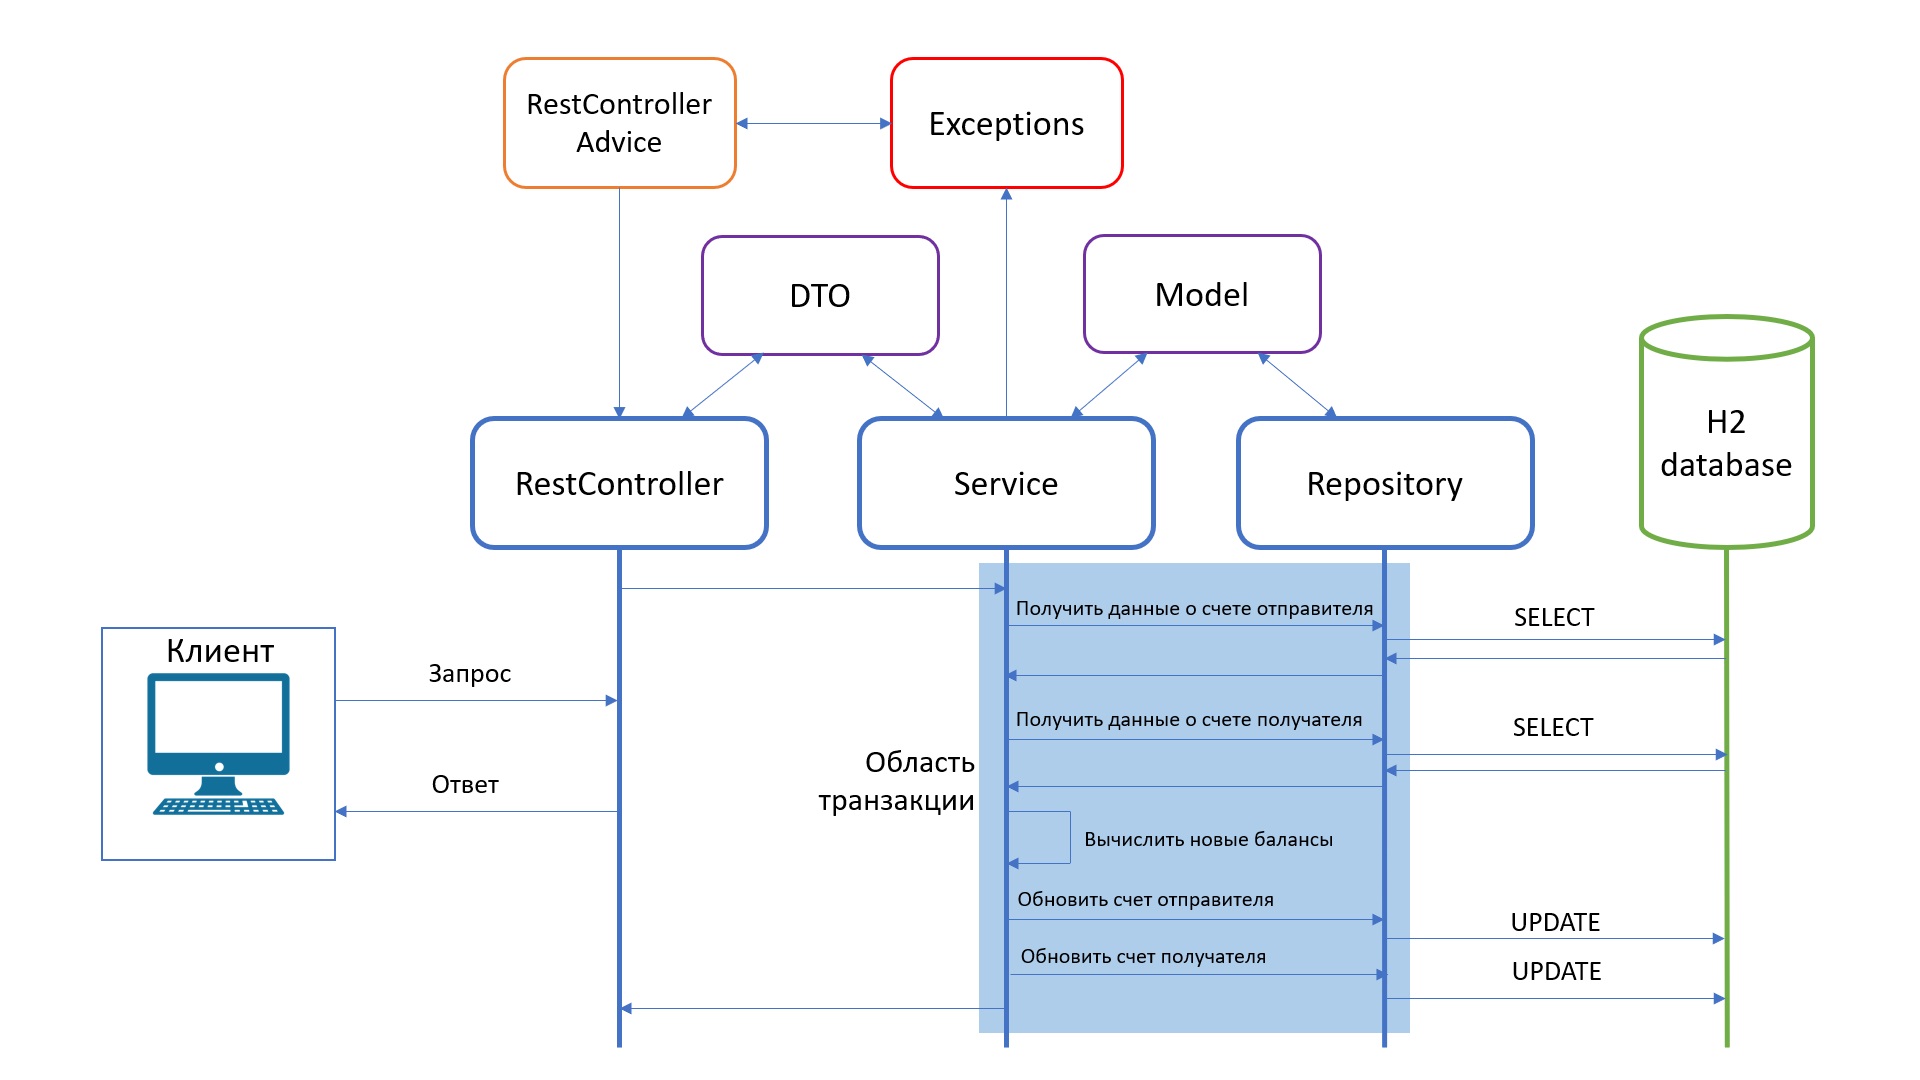 RestController
Advice
Exceptions
DTO
Model
H2
database
RestController
Service
Repository
Получить данные о счете отправителя
SELECT
Клиент
Запрос
Получить данные о счете получателя
SELECT
Область
транзакции
Ответ
Вычислить новые балансы
Обновить счет отправителя
UPDATE
Обновить счет получателя
UPDATE